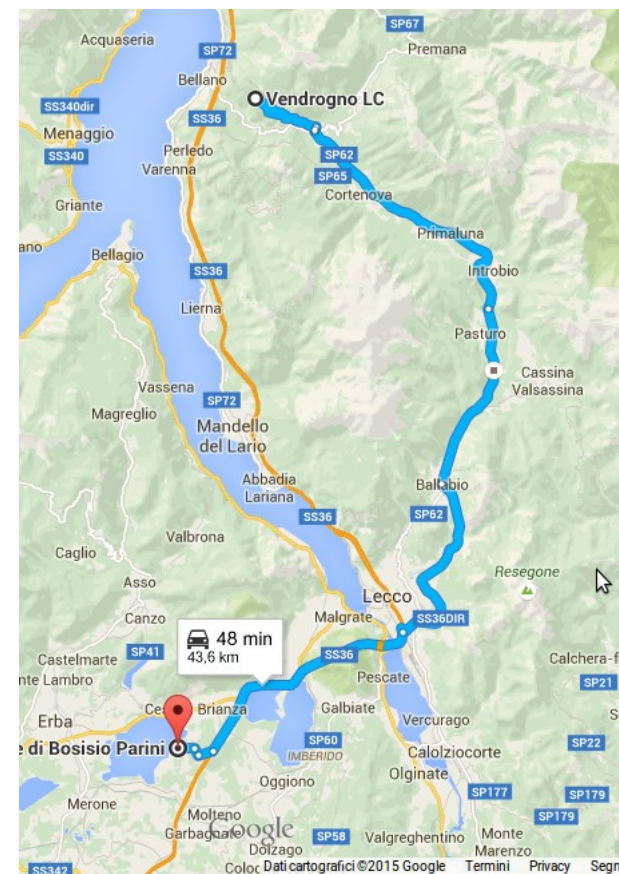 SP67
Acquaseria
SP72
Premana
Bellano
SS340dir
Vendrogno LC
SS36
Menaggio
SS340
Perledo
SP62
Varenna
SP65
Cortenova
Griante
Primaluna
ano
Bellagio
SS36
Introbio
Lierna
Pasturo
Cassina
Valsassina
Vassena
SP72
Magreglio
Mandello
del Lario
Abbadia
Lariana
Ballabio
SS36
SP62
Valbrona
Caglio
Resegone
Asso
Lecco
Canzo
Malgrate
SS36DIR
48 min
43,6 km
SP41
SS36
Castelmarte
Calchera-f
nte Lambro
Pescate
SP21
Ces
Brianza
Galbiate
S
Erba
Vercurago
e di Bosisio Parini
SP60
IMBERIDO
Calolziocorte
SP22
Oggiono
Olginate
SP177
SP179
Merone
Molteno
SP179
Garbagnate
Google
Dolzago
SP58
Valgreghentino
Monte
Marenzo
SS342
Coloc
Dati cartografici ©2015 Google
Termini
Privacy
Segn